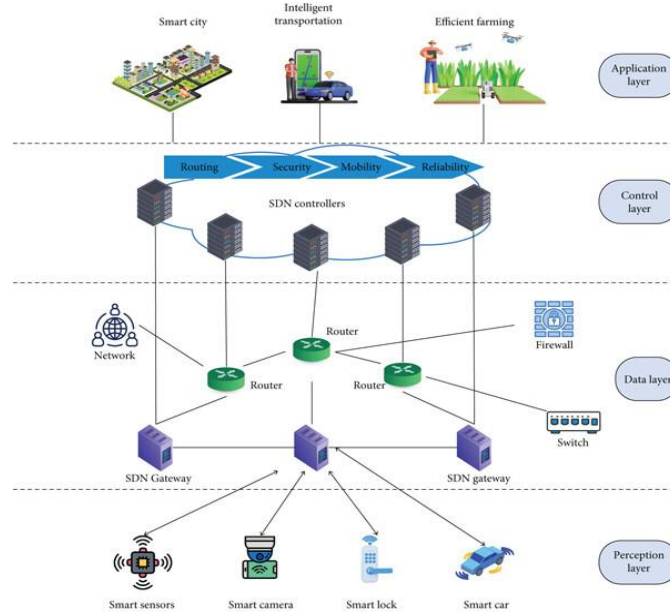 Smart city
Intelligent
transportation
Efficient farming
Application
layer
Routing
Security
Mobility
Reliability
SDN controllers
Control
layer
Network
Router
Router
Router
Firewall
Data layer
Switch
SDN Gateway
SDN gateway
Perception
layer
Smart sensors
Smart camera
Smart lock
Smart car